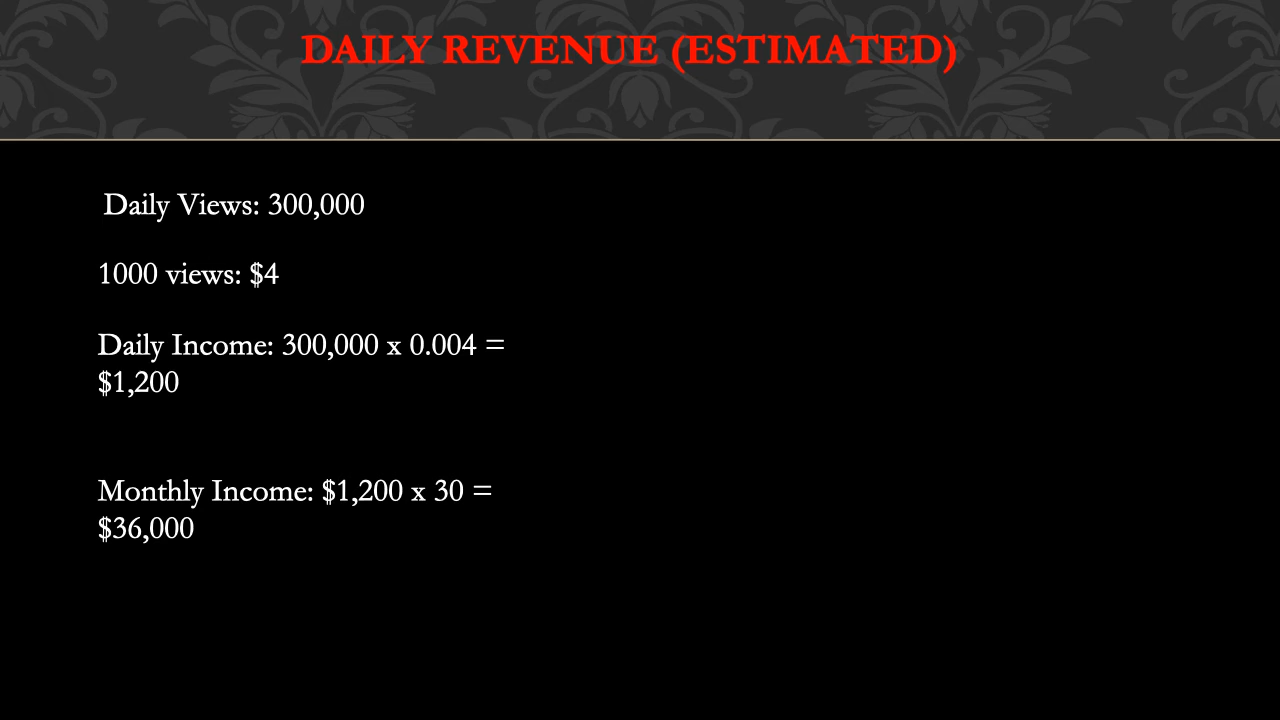 DAILY REVENUE (ESTIMATED)
Daily Views: 300,000
1000 views: $4
Daily Income: 300,000 x 0.004 =
$1,200
Monthly Income: $1,200 x 30 =
$36,000